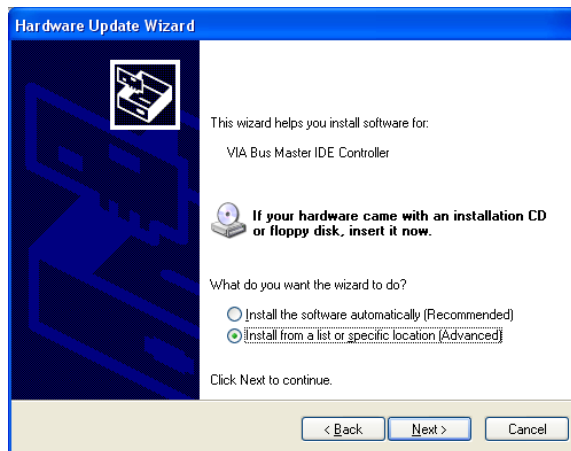 Hardware Update Wizard
This wizard helps you install software for:
VIA Bus Master IDE Controller
If your hardware came with an installation CD
or floppy disk, insert it now.
What do you want the wizard to do?
Install the software automatically (Recommended)
Install from a list or specific location (Advanced)
Click Next to continue.
< Back Next > Cancel